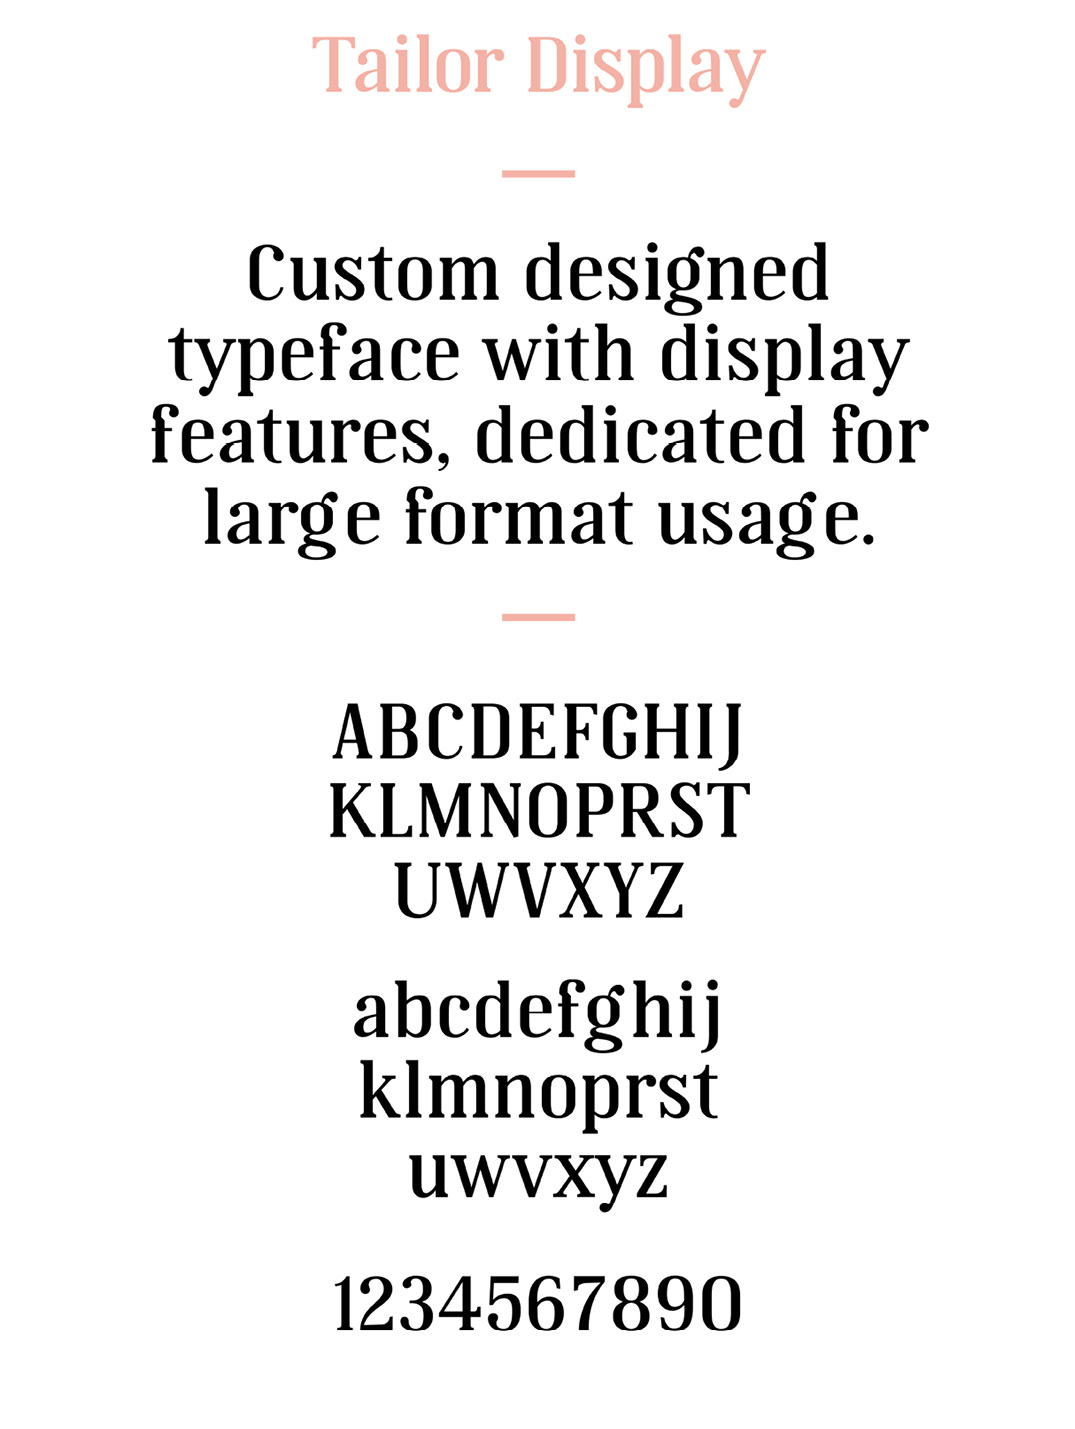 Tailor Display
Custom designed
typeface with display
features, dedicated for
large format usage.
ABCDEFGHIJ
KLMNOPRST
UWVXYZ
abcdefghij
klmnoprst
uwvxyz
1234567890